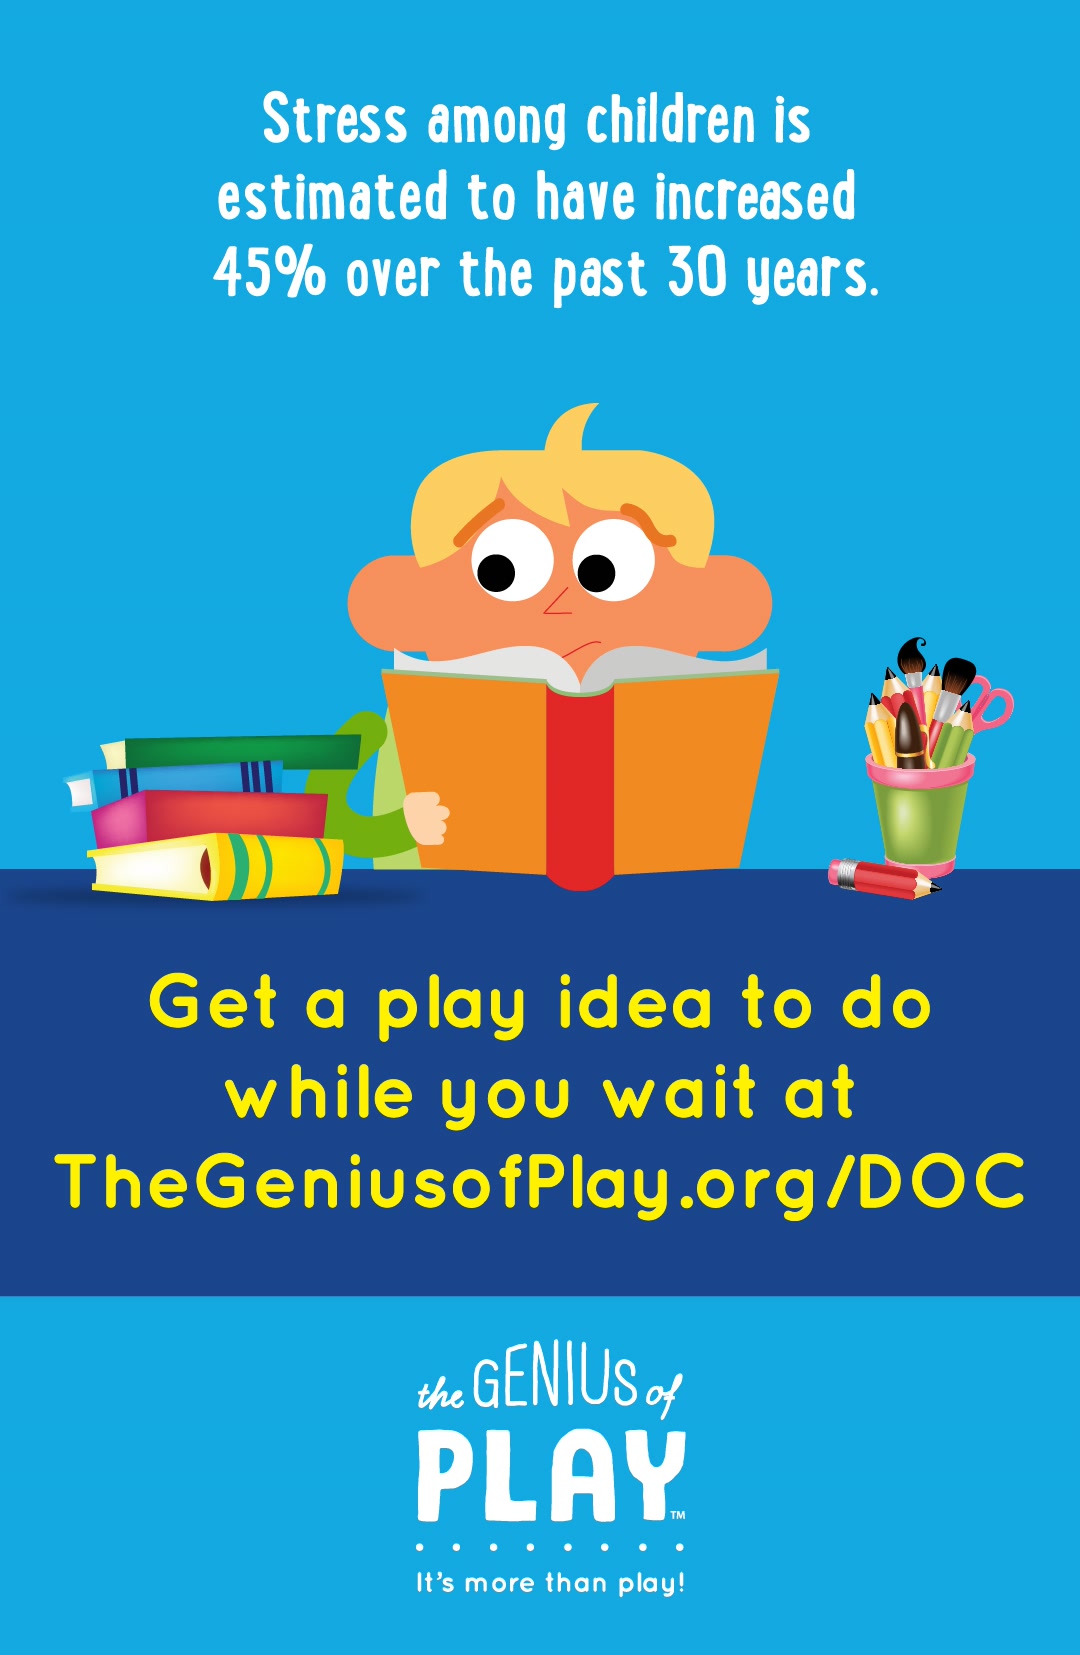 Stress among children is
estimated to have increased
45% over the past 30 years.
Get a play idea to do
while you wait at
TheGeniusofPlay.org/DOC
the GENIUS of
PLAY™
It's more than play!